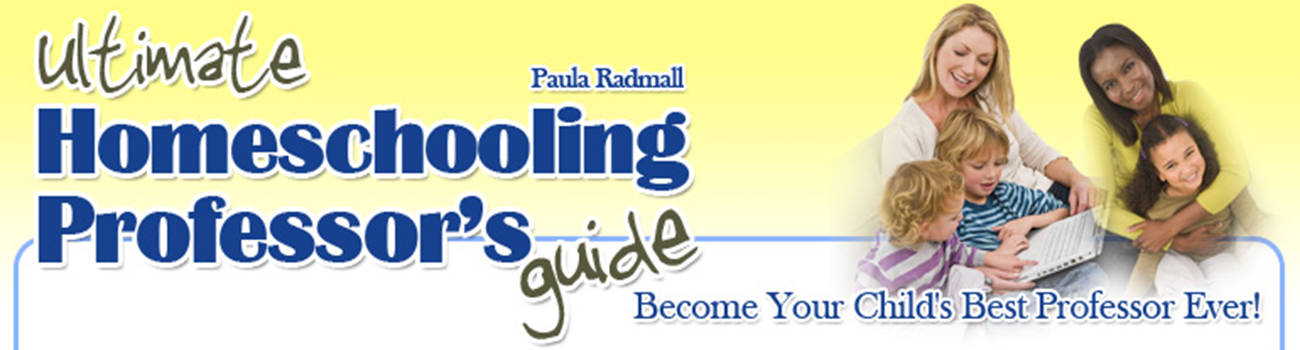 ultimate
Paula Radmall
Homeschooling
Professor's
guide
Become Your Child's Best Professor Ever!